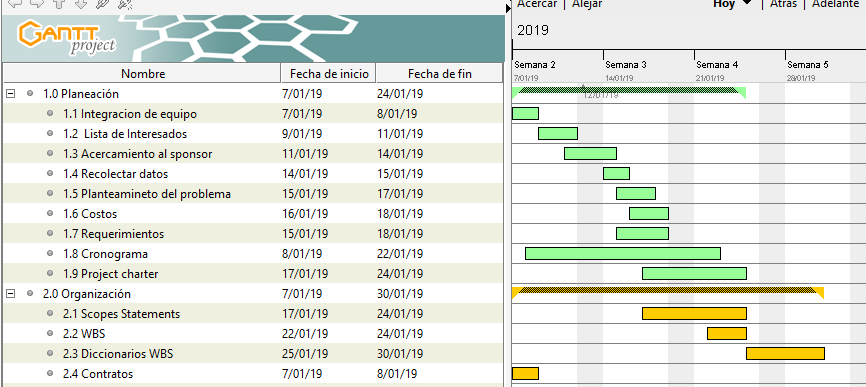 Acercar | Alejar Hoy | Atras | Adelante
GANTT
project
2019
Nombre Fecha de inicio Fecha de fin
Semana 2 Semana 3 Semana 4 Semana 5
7/01/19 14/01/19 21/01/19 28/01/19
1.0 Planeación 7/01/19 24/01/19
12/01/19
1.1 Integracion de equipo 7/01/19 8/01/19
1.2 Lista de Interesados 9/01/19 11/01/19
1.3 Acercamiento al sponsor 11/01/19 14/01/19
1.4 Recolectar datos 14/01/19 15/01/19
1.5 Planteamineto del problema 15/01/19 17/01/19
1.6 Costos 16/01/19 18/01/19
1.7 Requerimientos 15/01/19 18/01/19
1.8 Cronograma 8/01/19 22/01/19
1.9 Project charter 17/01/19 24/01/19
2.0 Organización 7/01/19 30/01/19
2.1 Scopes Statements 17/01/19 24/01/19
2.2 WBS 22/01/19 24/01/19
2.3 Diccionarios WBS 25/01/19 30/01/19
2.4 Contratos 7/01/19 8/01/19